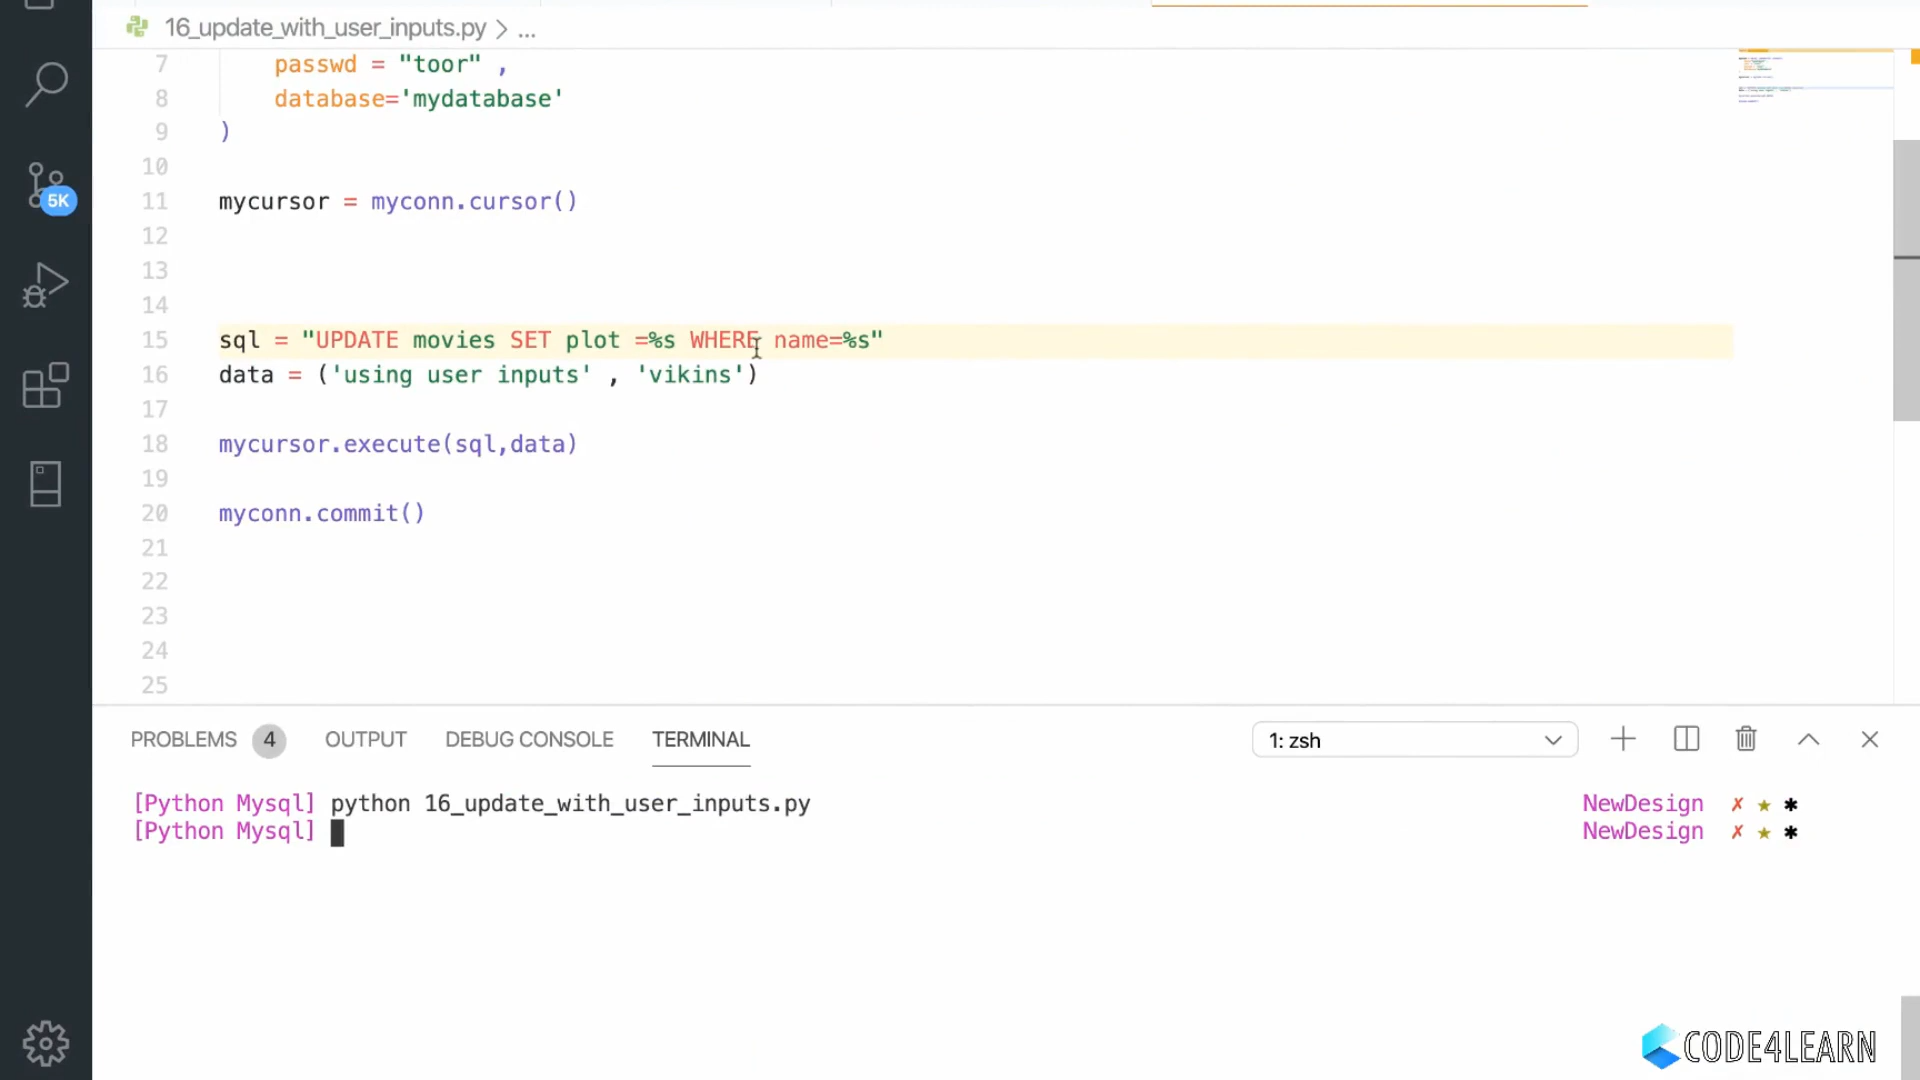 16_update_with_user_inputs.py > ...
7 passwd = "toor" ,
8 database='mydatabase'
9 )
10
5K
11 mycursor = myconn.cursor()
12
13
14
15 sql = "UPDATE movies SET plot =%s WHERE name=%s"
16 data = ('using user inputs' , 'vikins')
17
18 mycursor.execute(sql,data)
19
20 myconn.commit()
21
22
23
24
25
PROBLEMS 4 OUTPUT DEBUG CONSOLE TERMINAL 1: zsh
[Python Mysql] python 16_update_with_user_inputs.py NewDesign ✗ ★ ✱
[Python Mysql] NewDesign ✗ ★ ✱
CODE4LEARN